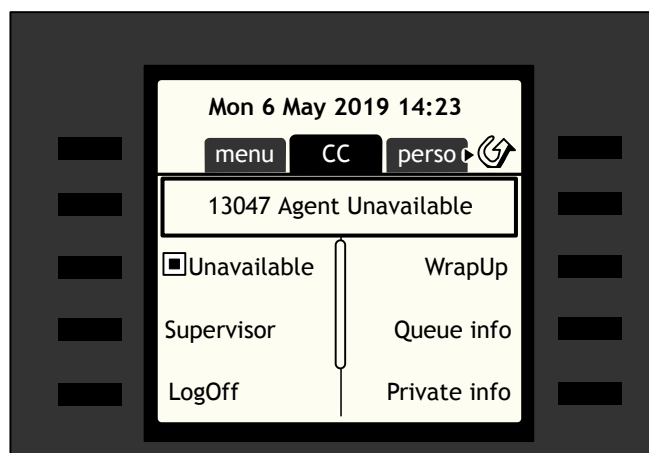 Mon 6 May 2019 14:23
menu CC perso
13047 Agent Unavailable
Unavailable WrapUp
Supervisor Queue info
LogOff Private info